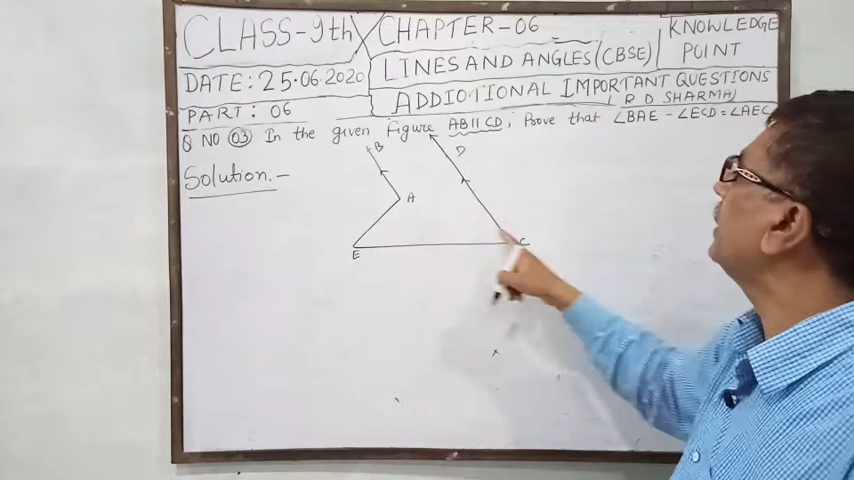 CLASS-9th CHAPTER-06
KNOWLEDGE
POINT
DATE: 25.06.2020
LINES AND ANGLES (CBSE)
PART: 06
ADDIOTIONAL IMPORTANT QUESTIONS
(R D SHARMA)
Q NO 03 In the given Figure AB||CD, Prove that ∠BAE - ∠ECD = ∠AEC
Solution.-
B
D
A
C
E